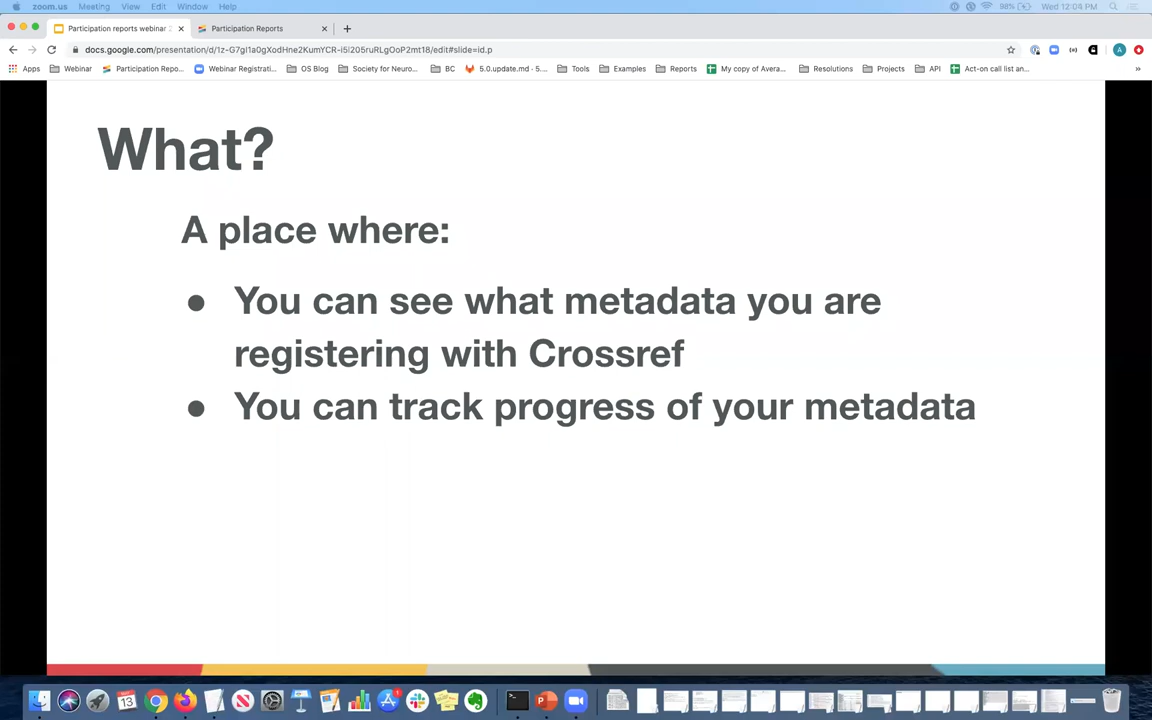 zoom.us Meeting View Edit Window Help 98% Wed 12:04 PM
Participation reports webinar Participation Reports
docs.google.com/presentation/d/1z-G7gI1a0gXodHne2KumYCR-i5I205ruRLgOoP2mt18/edit#slide=id.p
Apps Webinar Participation Repo... Webinar Registrati... OS Blog Society for Neuro... BC 5.0.update.md - 5.... Tools Examples Reports My copy of Avera... Resolutions Projects API Act-on call list an... »
What?
A place where:
● You can see what metadata you are
registering with Crossref
● You can track progress of your metadata
13